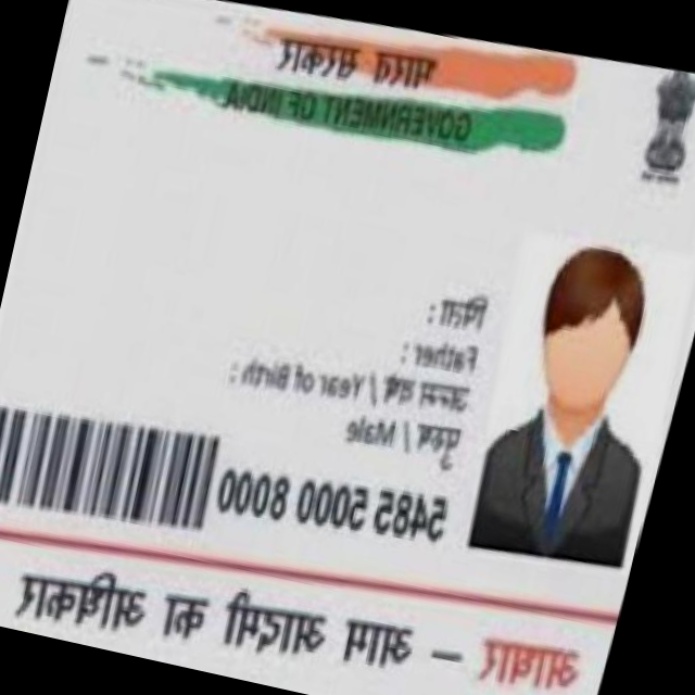 भारत सरकार
GOVERNMENT OF INDIA
पिता :
Father :
जन्म वर्ष / Year of Birth :
पुरुष / Male
5485 5000 8000
आधार – आम आदमी का अधिकार